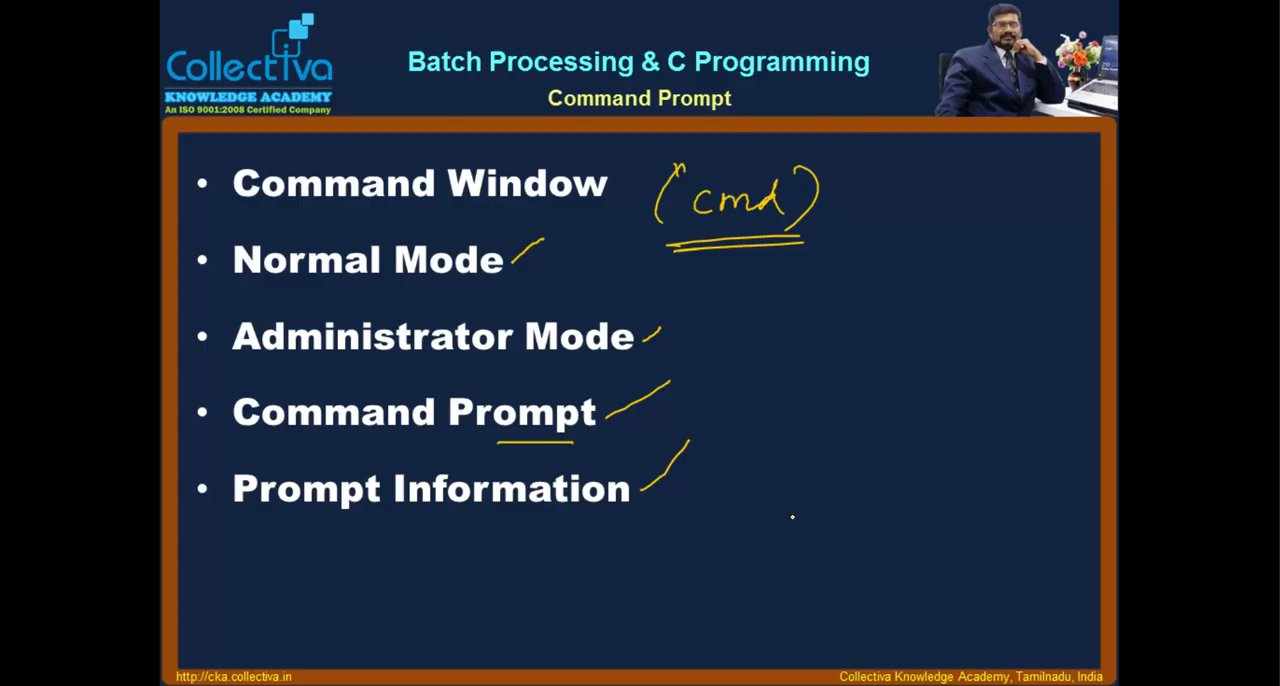 Collectiva
KNOWLEDGE ACADEMY
An ISO 9001:2008 Certified Company
Batch Processing & C Programming
Command Prompt
• Command Window (cmd)
• Normal Mode
• Administrator Mode
• Command Prompt
• Prompt Information
http://cka.collectiva.in
Collectiva Knowledge Academy, Tamilnadu, India